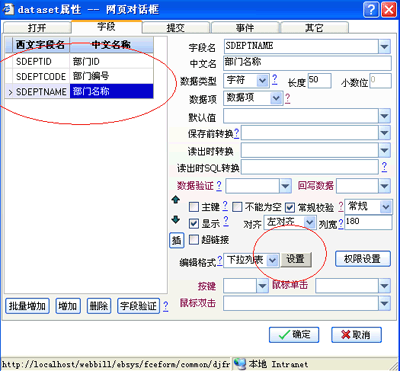 dataset属性 -- 网页对话框
打开 字段 提交 事件 其它
西文字段名 中文名称
SDEPTID 部门ID
SDEPTCODE 部门编号
> SDEPTNAME 部门名称
字段名 SDEPTNAME
中文名 部门名称
数据类型 字符 ? 长度 50 小数位 0
数据项 数据项 ?
默认值
保存前转换 ?
读出时转换 ?
读出时SQL转换 ?
数据验证 ? 回写数据
主键 ? 不能为空 常规校验 ? 常规
显示 ? 对齐 左对齐 列宽 ? 180
插 超链接
编辑格式 ? 下拉列表 设置 权限设置
按键 鼠标单击
鼠标双击
批量增加 增加 删除 字段验证 ?
确定 取消
http://localhost/webbill/ebsys/fceform/common/djfr 本地 Intranet